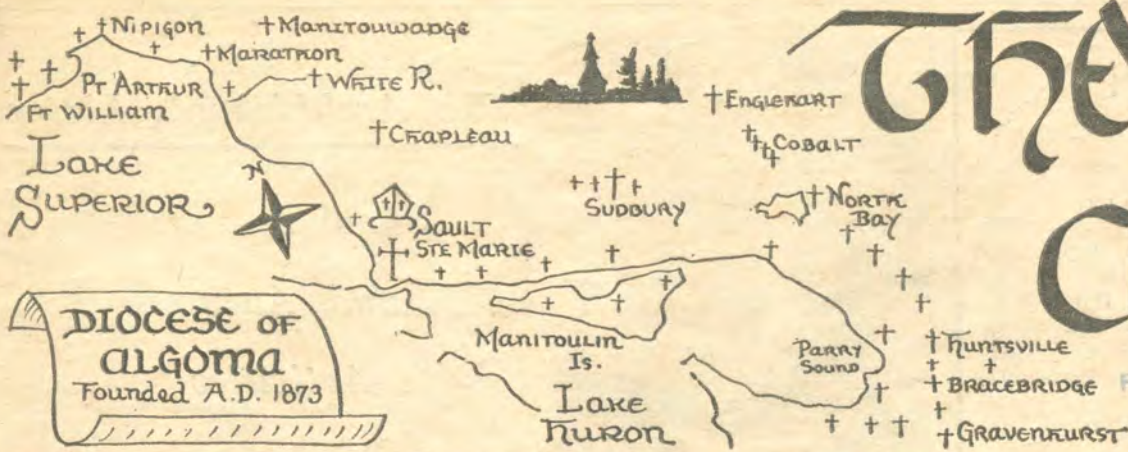 Nipigon
Manitouwadge
Marathon
Pt Arthur
White R.
Ft William
Englehart
The
Chapleau
Cobalt
Lake
Superior
N
Sudbury
North
Bay
Sault
Ste Marie
C
DIOCESE OF
ALGOMA
Founded A.D. 1873
Manitoulin
Is.
Parry
Sound
Huntsville
Bracebridge
Lake
Huron
Gravenhurst